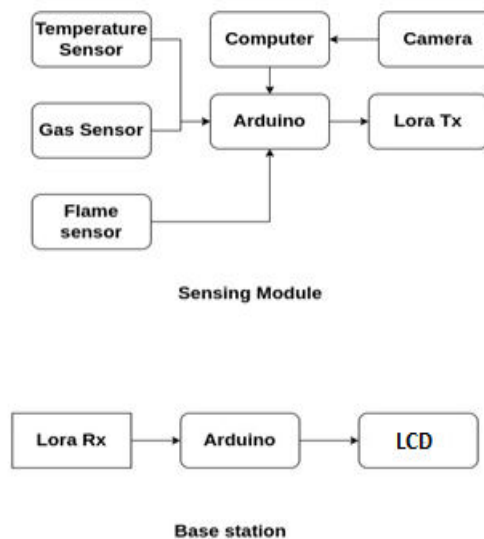 Temperature
Sensor
Computer
Camera
Gas Sensor
Arduino
Lora Tx
Flame
sensor
Sensing Module
Lora Rx
Arduino
LCD
Base station